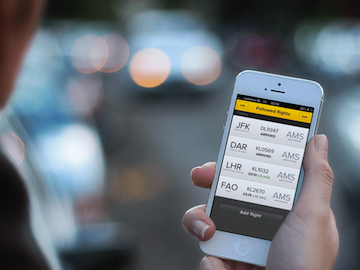 Followed flights
JFK DL9347 AMS
ARRIVED
DAR KL0569 AMS
ARRIVED
LHR KL1032 AMS
FAO KL2670 AMS
Add flight